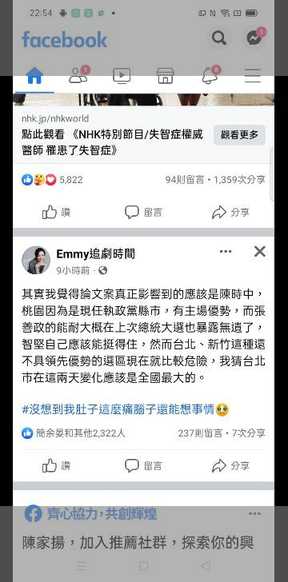 22:54
facebook
nhk.jp/nhkworld
點此觀看 《NHK特別節目/失智症權威
醫師 罹患了失智症》
觀看更多
5,822
94則留言・1,359次分享
讚
留言
分享
Emmy追劇時間
9小時前
其實我覺得論文案真正影響到的應該是陳時中，
桃園因為是現任執政黨縣市，有主場優勢，而張
善政的能耐大概在上次總統大選也暴露無遺了，
智堅自己應該能挺得住，然而台北、新竹這種還
不具領先優勢的選區現在就比較危險，我猜台北
市在這兩天變化應該是全國最大的。
#沒想到我肚子這麼痛腦子還能想事情🥹
簡余晏和其他2,322人
237則留言・7次分享
讚
留言
分享
齊心協力，共創輝煌
陳家揚，加入推薦社群，探索你的興